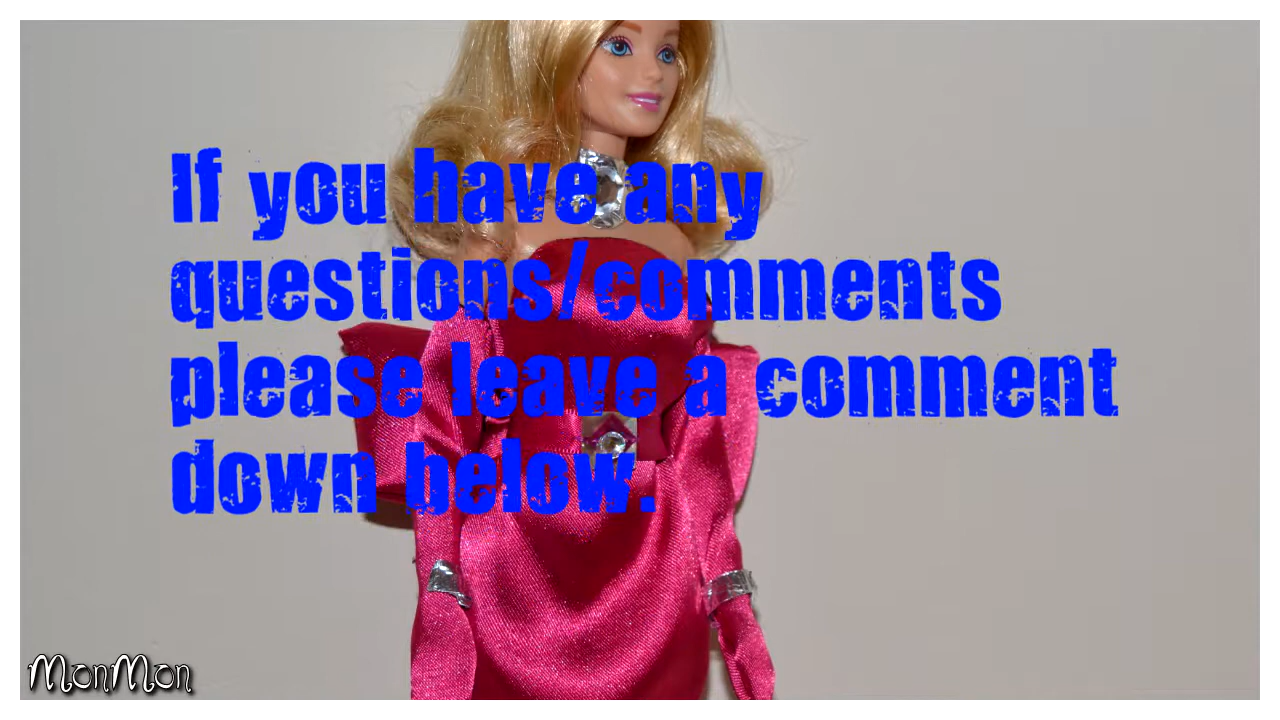 If you have any
questions/comments
please leave a comment
down below.
MonMon